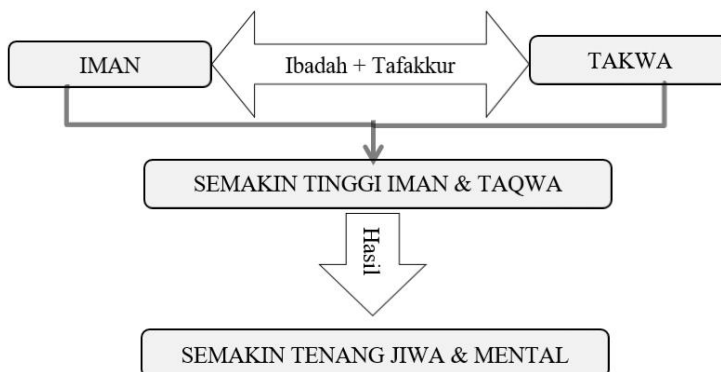 IMAN
Ibadah + Tafakkur
TAKWA
SEMAKIN TINGGI IMAN & TAQWA
Hasil
SEMAKIN TENANG JIWA & MENTAL